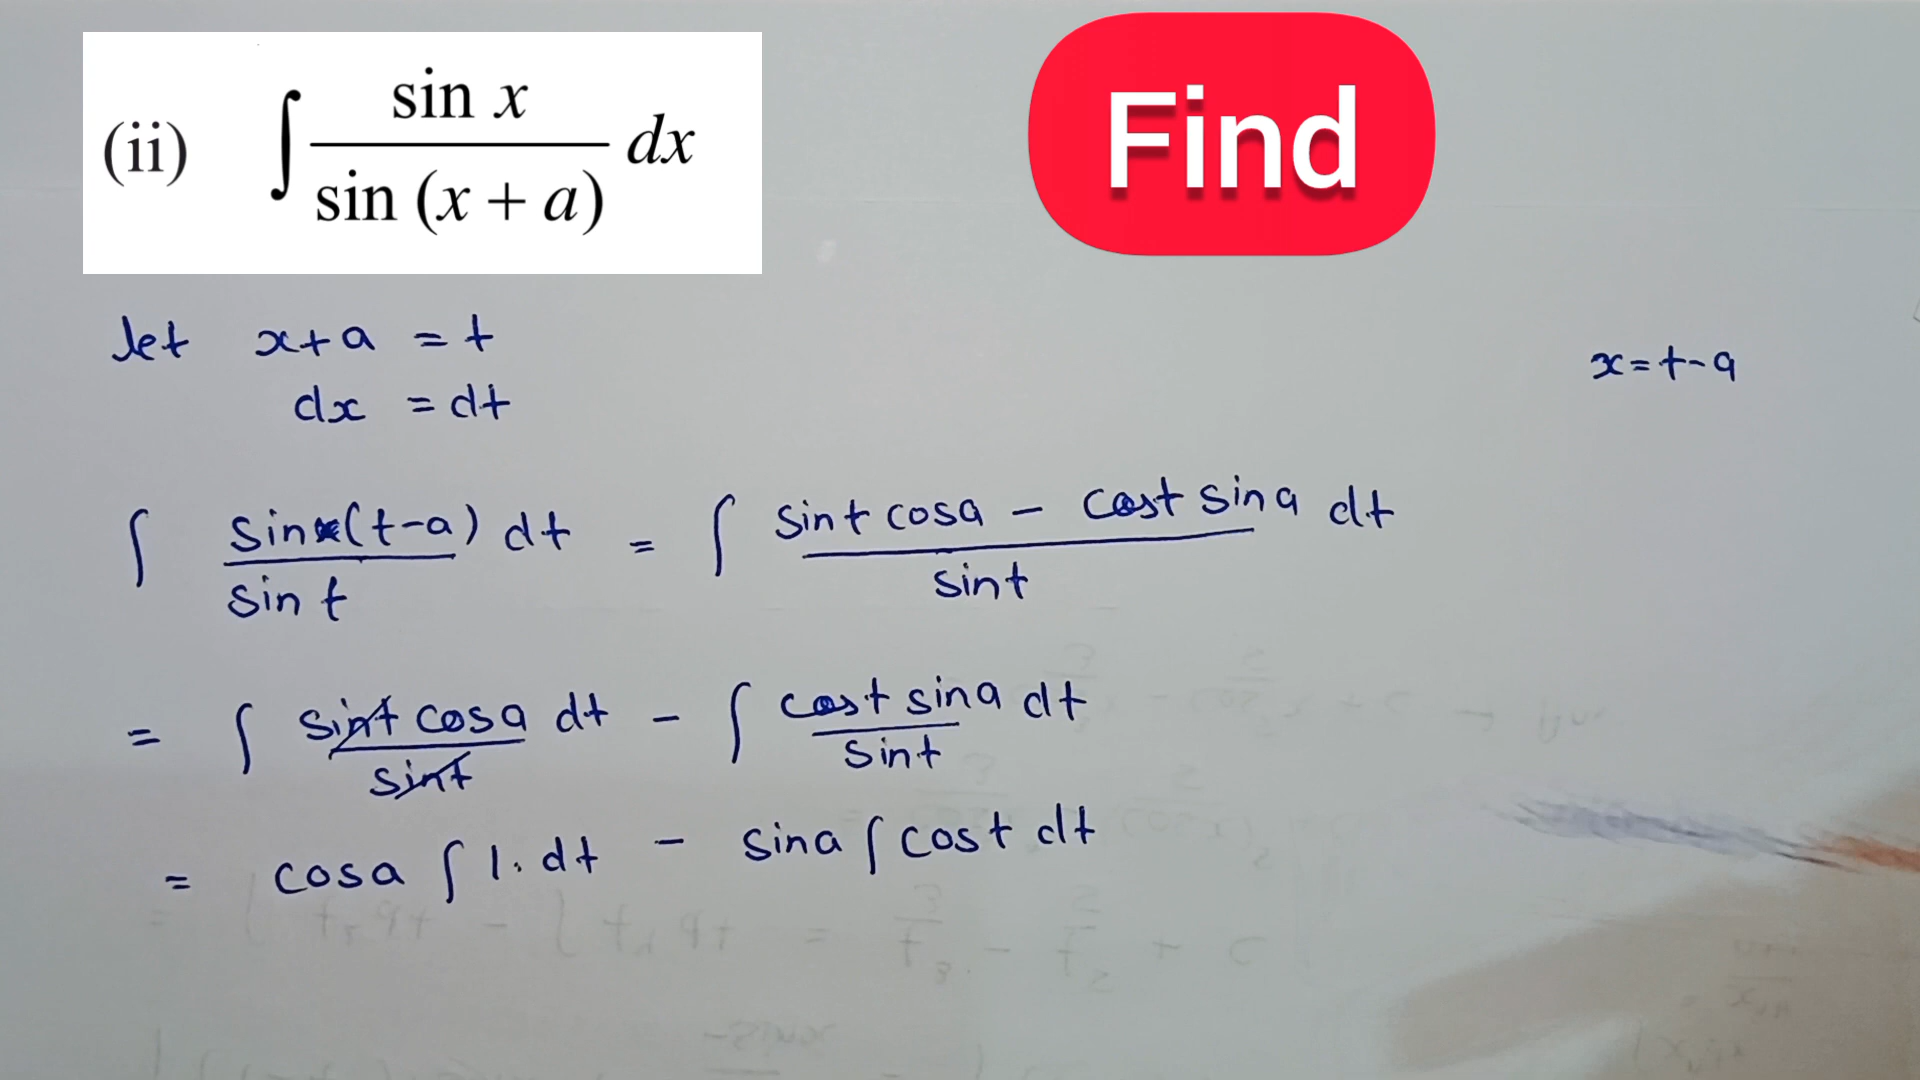 (ii) ∫ sin x / sin (x + a) dx
Find
let x+a = t
x = t-a
dx = dt
∫ sin(t-a) / sin t dt = ∫ sint cosa - cost sina / sint dt
= ∫ sint cosa / sint dt - ∫ cost sina / sint dt
= cosa ∫ 1. dt - sina ∫ cost dt